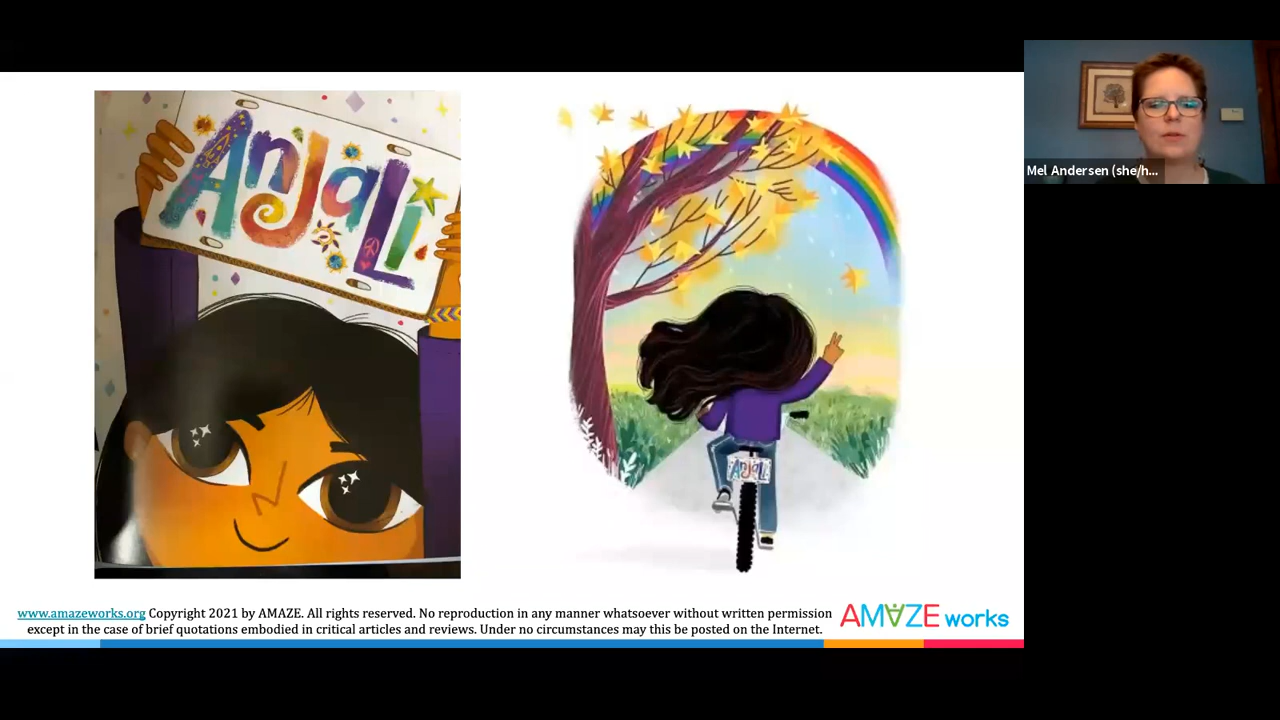 AnJaLi
AnJaLi
Mel Andersen (she/h...
www.amazeworks.org Copyright 2021 by AMAZE. All rights reserved. No reproduction in any manner whatsoever without written permission
except in the case of brief quotations embodied in critical articles and reviews. Under no circumstances may this be posted on the Internet.
AMAZE works